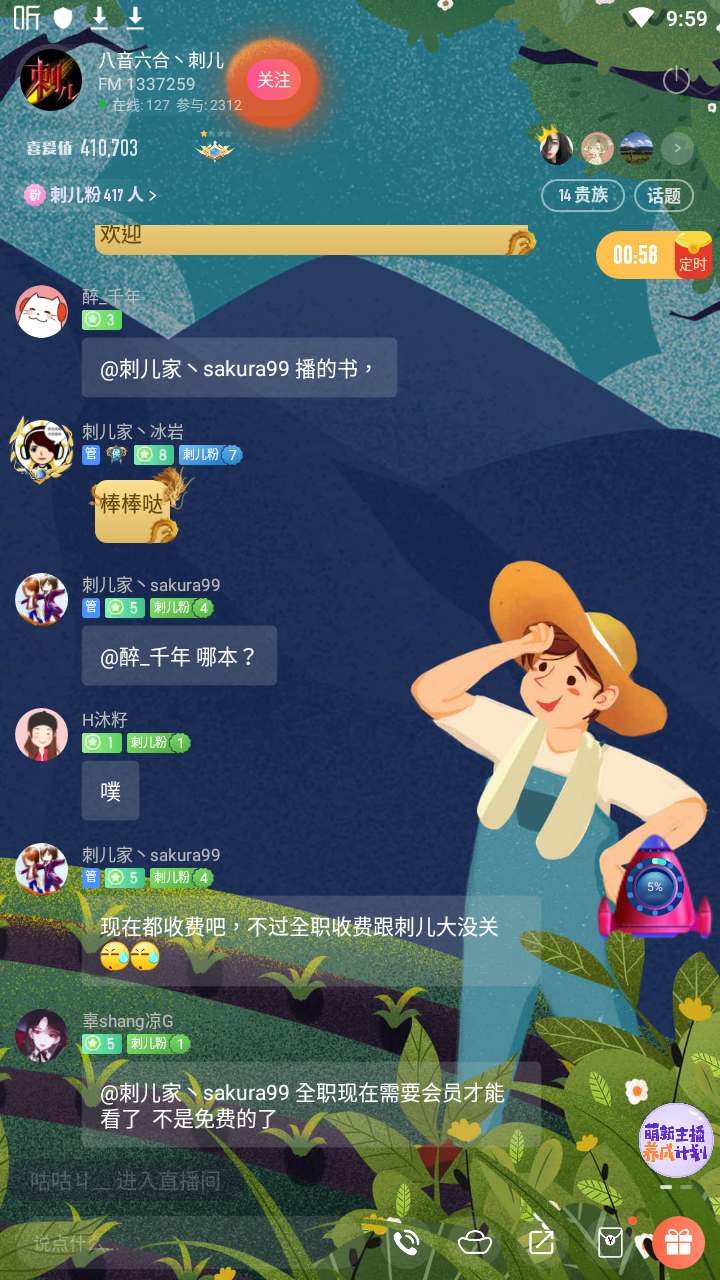 听 9:59
刺儿
八音六合丶刺儿
关注
FM 1337259
在线: 127 参与: 2312
喜爱值 410,703
粉 刺儿粉 417 人 >
14 贵族 话题
欢迎
00:58 定时
醉_千年
3
@刺儿家丶sakura99 播的书，
刺儿家丶冰岩
管 8 刺儿粉 7
棒棒哒
刺儿家丶sakura99
管 5 刺儿粉 4
@醉_千年 哪本？
H沐籽
1 刺儿粉 1
噗
刺儿家丶sakura99
管 5 刺儿粉 4
5%
现在都收费吧，不过全职收费跟刺儿大没关
😅😅
辜shang凉G
5 刺儿粉 1
@刺儿家丶sakura99 全职现在需要会员才能
看了 不是免费的了
萌新主播
养成计划
咕咕ㄐ__ 进入直播间
说点什么...